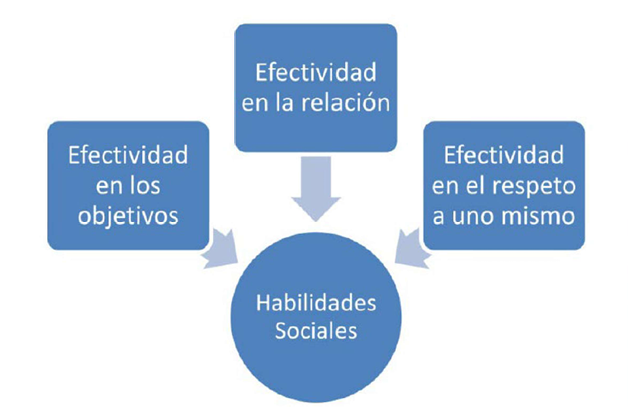 Efectividad
en la relación
Efectividad
en los
objetivos
Efectividad
en el respeto
a uno mismo
Habilidades
Sociales